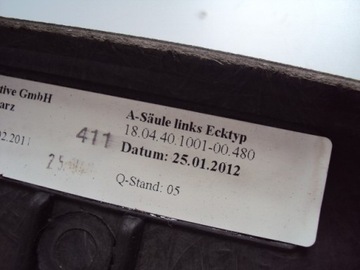 tive GmbH
arz
02.2011
411
25
A-Säule links Ecktyp
18.04.40.1001-00.480
Datum: 25.01.2012
Q-Stand: 05